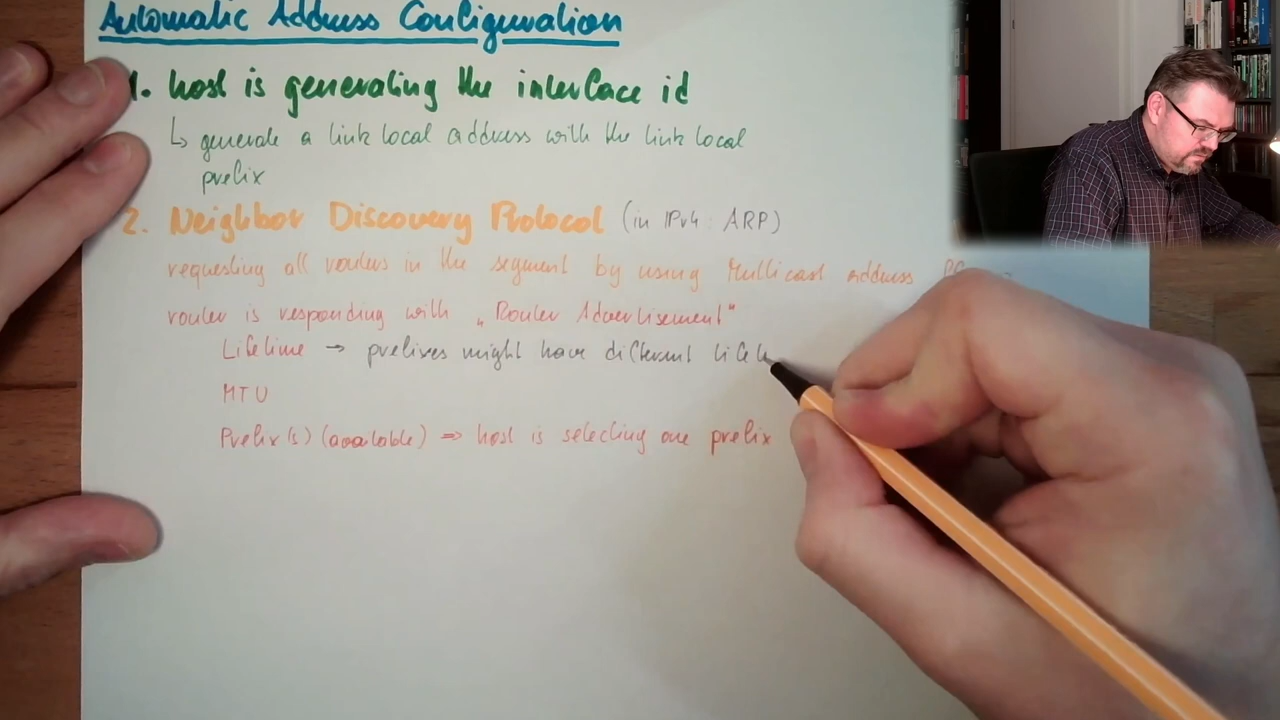 Automatic Address Configuration
1. host is generating the interface id
↳ generate a link local address with the link local
prefix
2. Neighbor Discovery Protocol (in IPv4: ARP)
requesting all routers in the segment by using Multicast address
router is responding with „Router Advertisement"
Lifetime → prefixes might have different life
MTU
Prefix(s) (available) ⇒ host is selecting one prefix